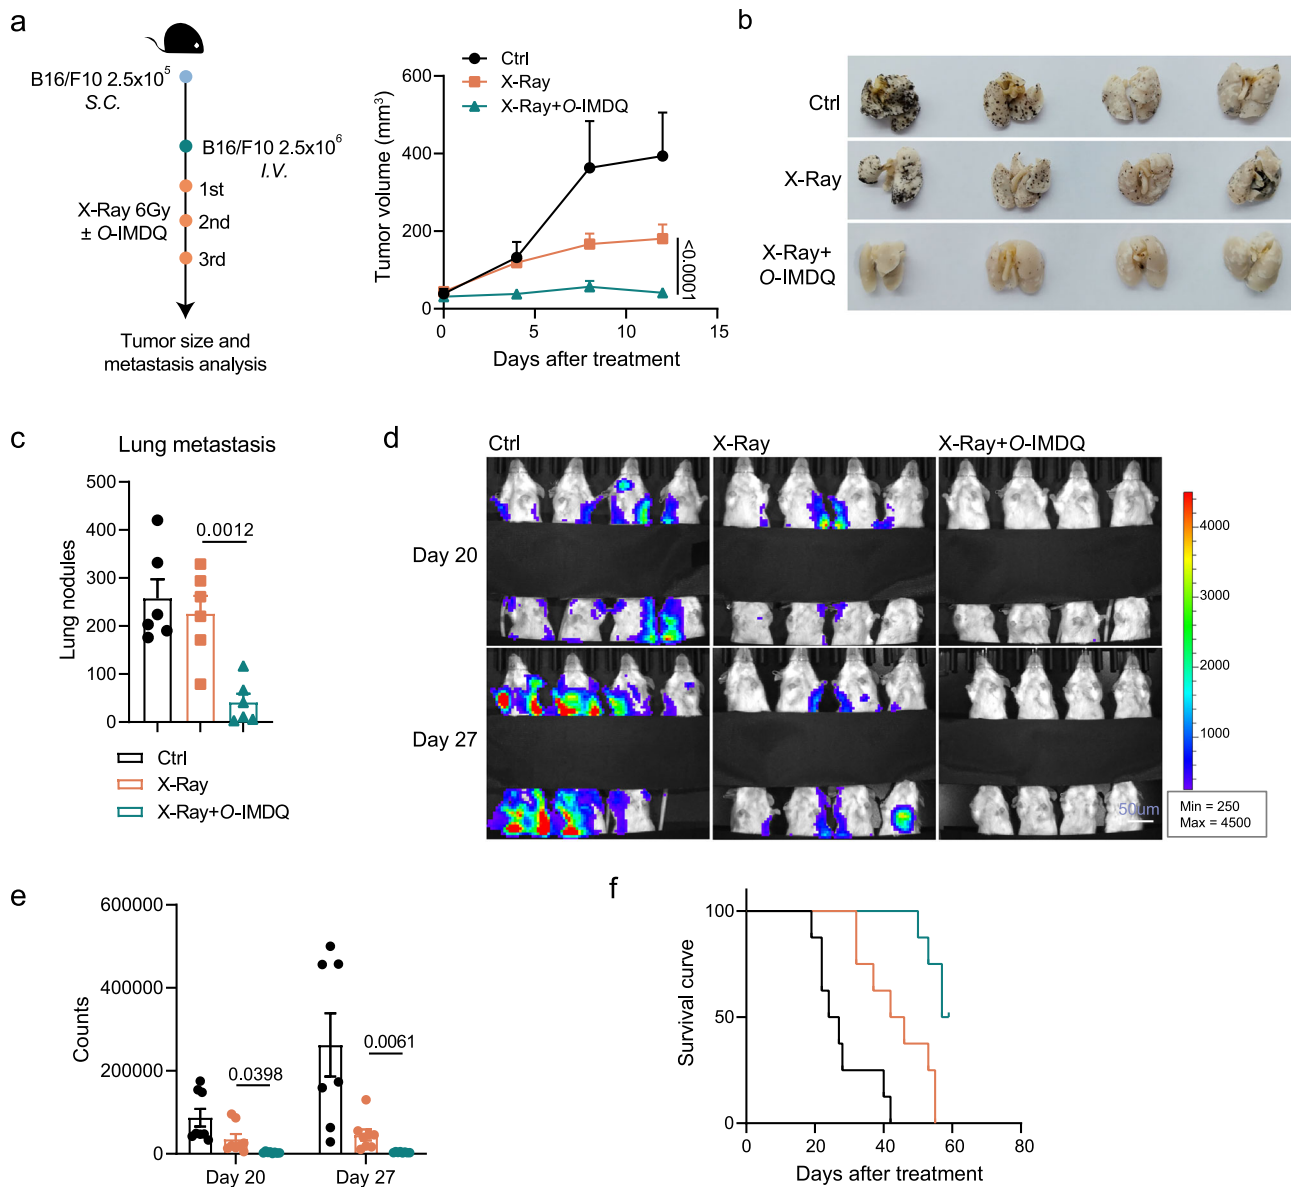 a
B16/F10 2.5x10⁵
S.C.
B16/F10 2.5x10⁶
I.V.
1st
X-Ray 6Gy
2nd
± O-IMDQ
3rd
Tumor size and
metastasis analysis
Ctrl
X-Ray
X-Ray+O-IMDQ
Tumor volume (mm³)
600
400
200
0
0
5
10
15
Days after treatment
<0.0001
b
Ctrl
X-Ray
X-Ray+
O-IMDQ
c
Lung metastasis
Lung nodules
500
400
300
200
100
0
0.0012
Ctrl
X-Ray
X-Ray+O-IMDQ
d
Ctrl
X-Ray
X-Ray+O-IMDQ
Day 20
Day 27
50um
4000
3000
2000
1000
Min = 250
Max = 4500
e
Counts
600000
400000
200000
0
0.0398
0.0061
Day 20
Day 27
f
Survival curve
100
50
0
0
20
40
60
80
Days after treatment